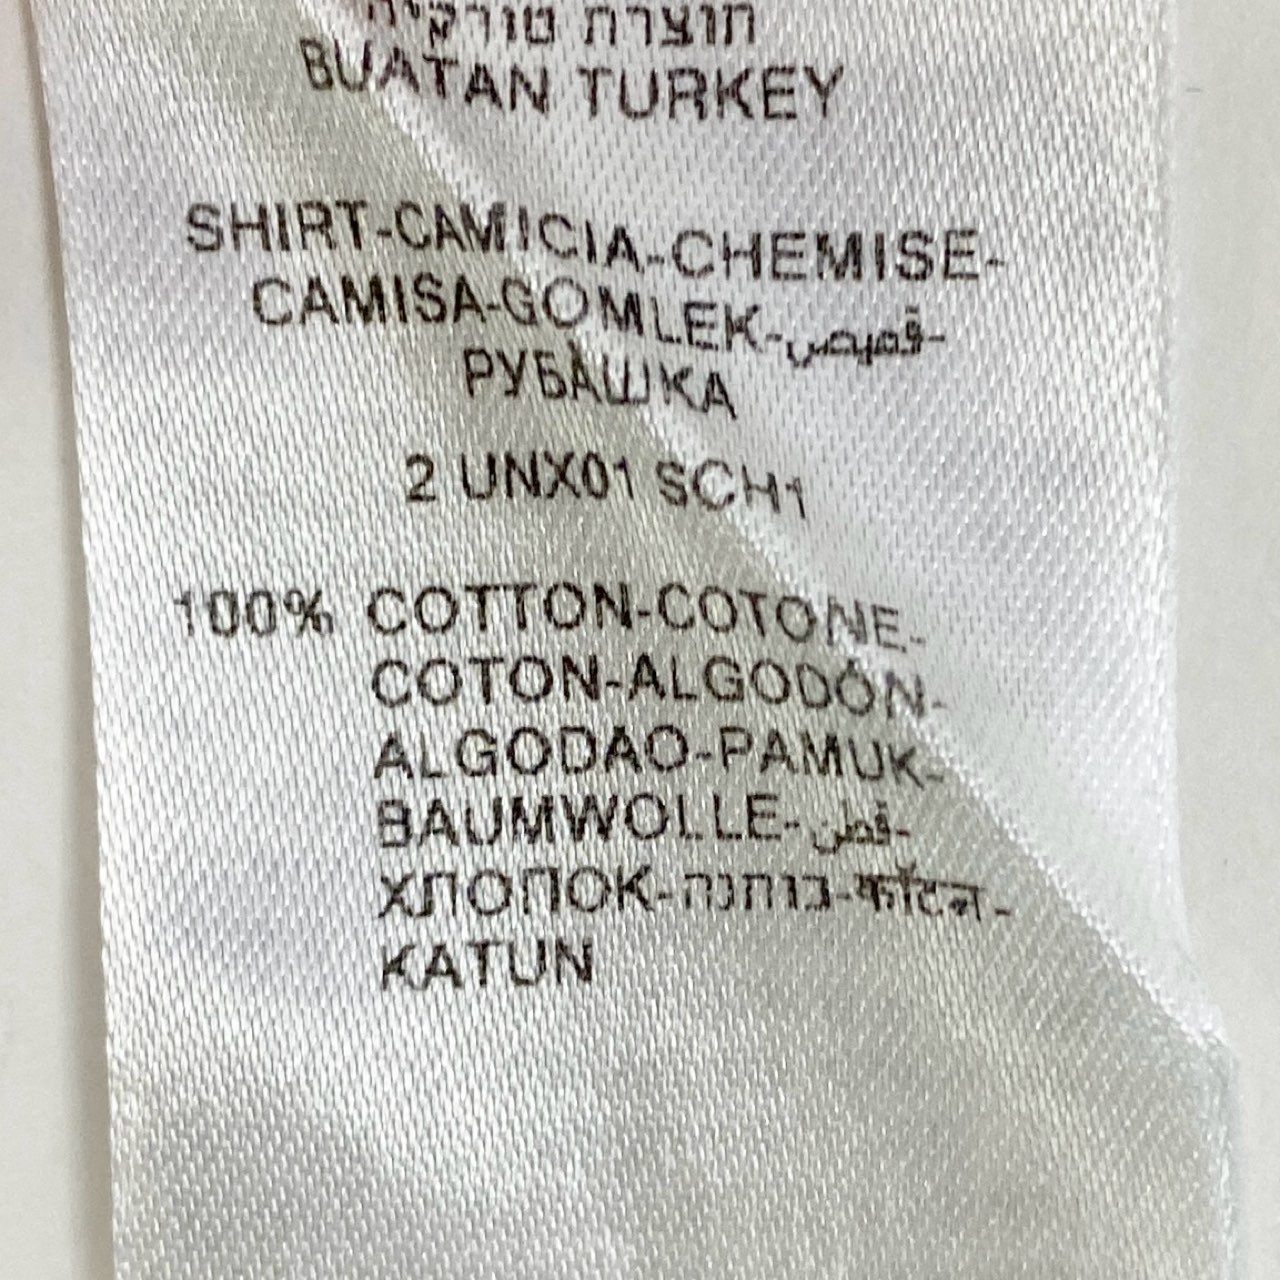 תוצרת טורקיה
BUATAN TURKEY
SHIRT-CAMICIA-CHEMISE-
CAMISA-GOMLEK-قميص-
РУБАШКА
2 UNX01 SCH1
100% COTTON-COTONE-
COTON-ALGODÓN-
ALGODAO-PAMUK-
BAUMWOLLE-قطن-
ХЛОПОК-כותנה-कॉटन-
KATUN